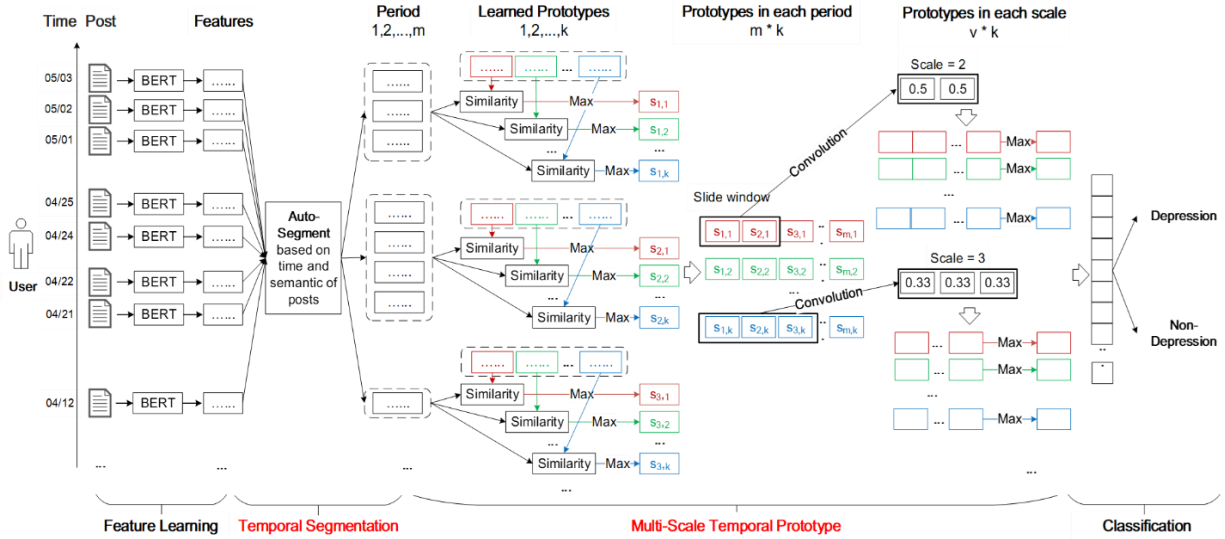 Time Post Features Period Learned Prototypes Prototypes in each period Prototypes in each scale
1,2,...,m 1,2,...,k m * k v * k
05/03 BERT ......
05/02 BERT ......
05/01 BERT ......
04/25 BERT ......
04/24 BERT ......
04/22 BERT ......
04/21 BERT ......
04/12 BERT ......
... ... ...
User
Auto-
Segment
based on
time and
semantic of
posts
......
......
......
...... ...... ... ......
Similarity Max s1,1
Similarity Max s1,2
...
Similarity Max s1,k
......
......
......
......
...... ...... ... ......
Similarity Max s2,1
Similarity Max s2,2
... ...
Similarity Max s2,k
......
...... ...... ... ......
Similarity Max s3,1
Similarity Max s3,2
... ...
Similarity Max s3,k
...
Slide window
s1,1 s2,1 s3,1 ... sm,1
s1,2 s2,2 s3,2 ... sm,2
...
s1,k s2,k s3,k ... sm,k
Convolution
Convolution
Scale = 2
0.5 0.5
... Max
... Max
...
... Max
Scale = 3
0.33 0.33 0.33
... Max
... Max
...
... Max
...
...
Depression
Non-
Depression
Feature Learning Temporal Segmentation Multi-Scale Temporal Prototype Classification